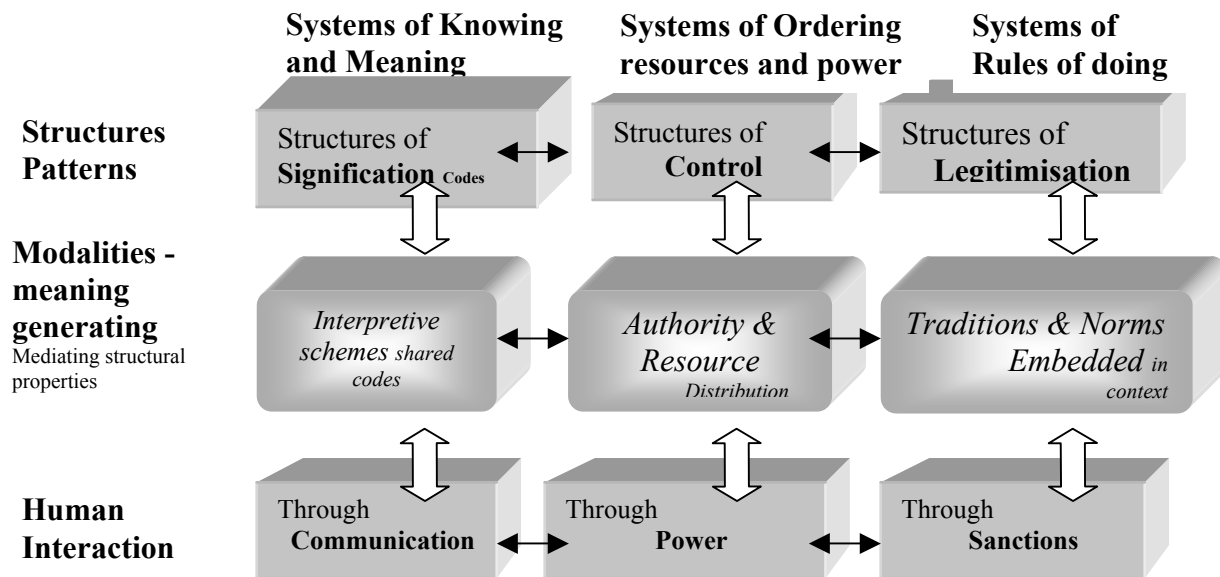 Systems of Knowing
and Meaning
Systems of Ordering
resources and power
Systems of
Rules of doing
Structures
Patterns
Structures of
Signification Codes
Structures of
Control
Structures of
Legitimisation
Modalities -
meaning
generating
Mediating structural
properties
Interpretive
schemes shared
codes
Authority &
Resource
Distribution
Traditions & Norms
Embedded in
context
Human
Interaction
Through
Communication
Through
Power
Through
Sanctions